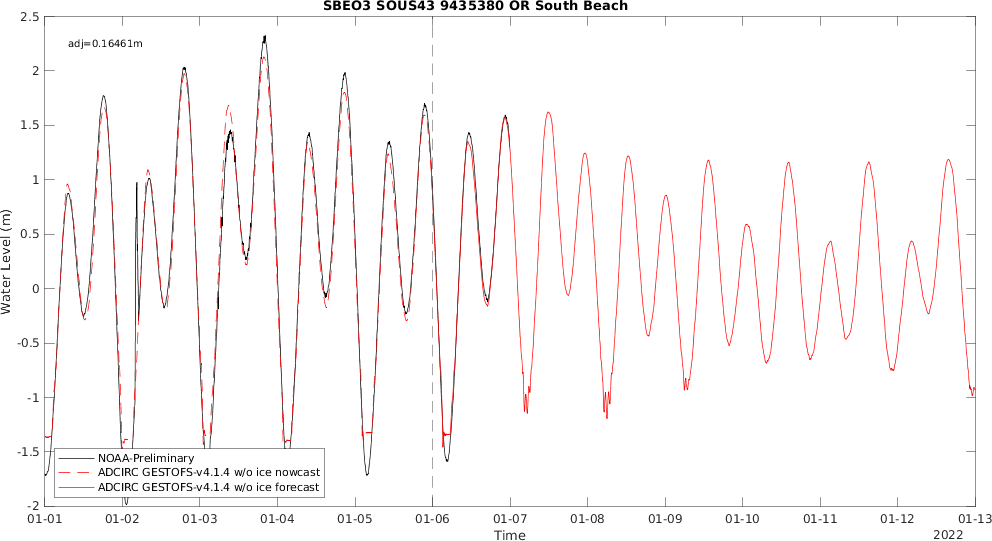 SBEO3 SOUS43 9435380 OR South Beach
adj=0.16461m
2.5
2
1.5
1
0.5
0
-0.5
-1
-1.5
-2
Water Level (m)
NOAA-Preliminary
ADCIRC GESTOFS-v4.1.4 w/o ice nowcast
ADCIRC GESTOFS-v4.1.4 w/o ice forecast
01-01 01-02 01-03 01-04 01-05 01-06 01-07 01-08 01-09 01-10 01-11 01-12 01-13
Time
2022